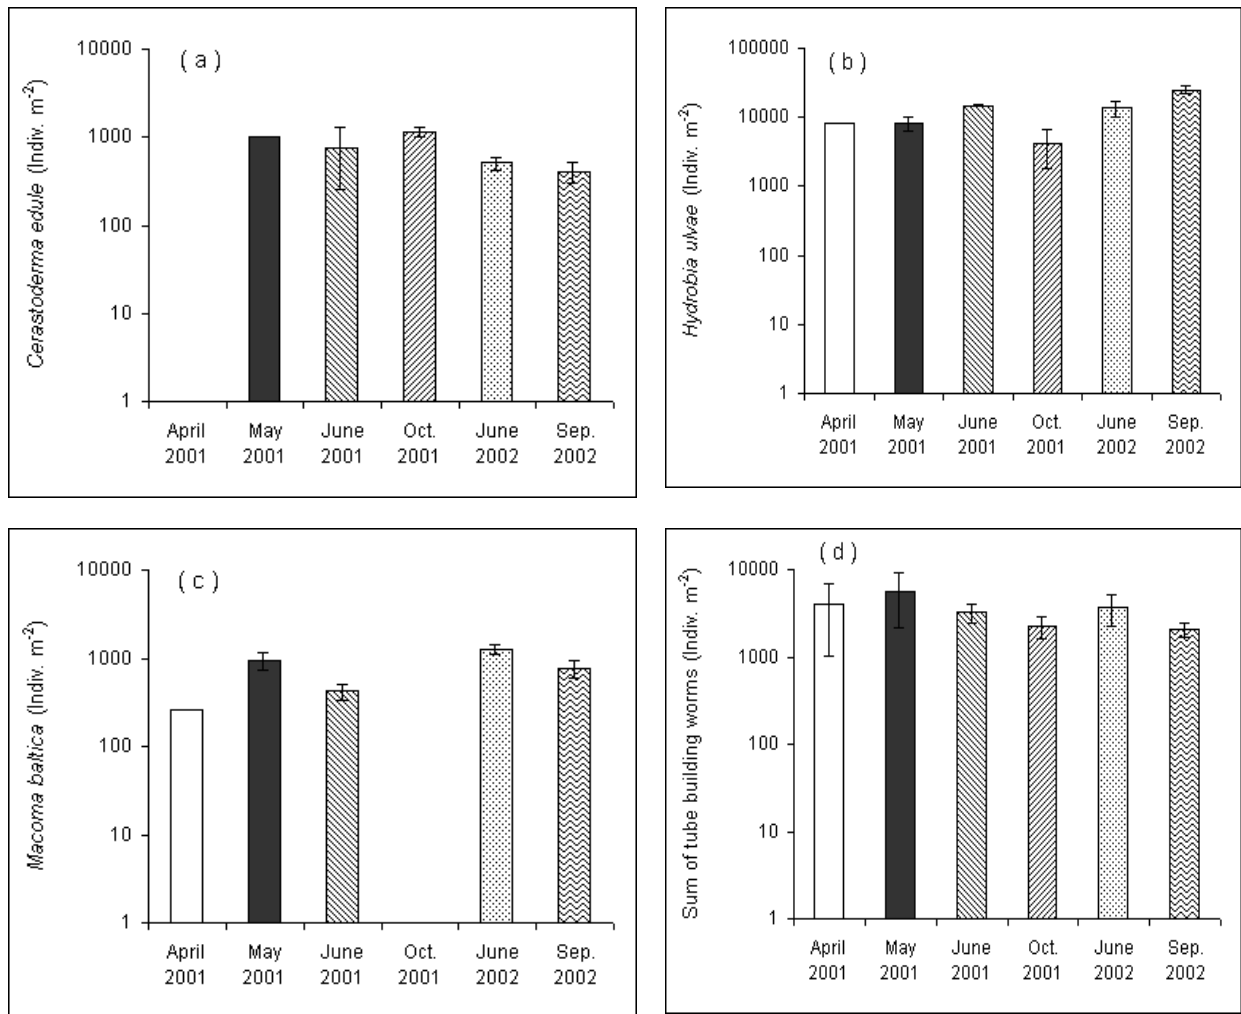 ( a )
Cerastoderma edule (Indiv. m-2)
10000
1000
100
10
1
April May June Oct. June Sep.
2001 2001 2001 2001 2002 2002
( b )
Hydrobia ulvae (Indiv. m-2)
100000
10000
1000
100
10
1
April May June Oct. June Sep.
2001 2001 2001 2001 2002 2002
( c )
Macoma baltica (Indiv. m-2)
10000
1000
100
10
1
April May June Oct. June Sep.
2001 2001 2001 2001 2002 2002
( d )
Sum of tube building worms (Indiv. m-2)
10000
1000
100
10
1
April May June Oct. June Sep.
2001 2001 2001 2001 2002 2002